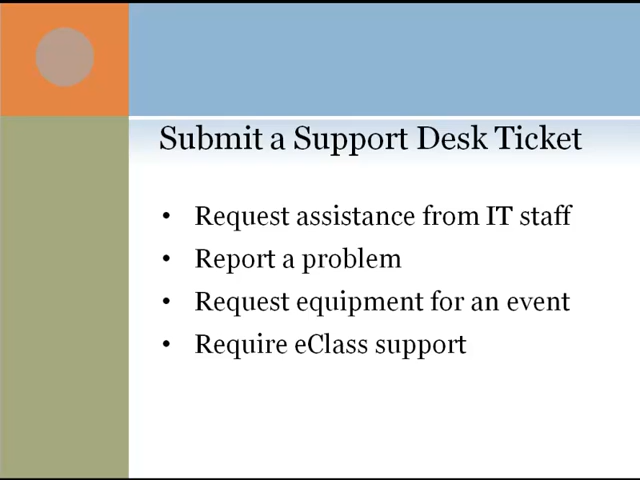 Submit a Support Desk Ticket
• Request assistance from IT staff
• Report a problem
• Request equipment for an event
• Require eClass support